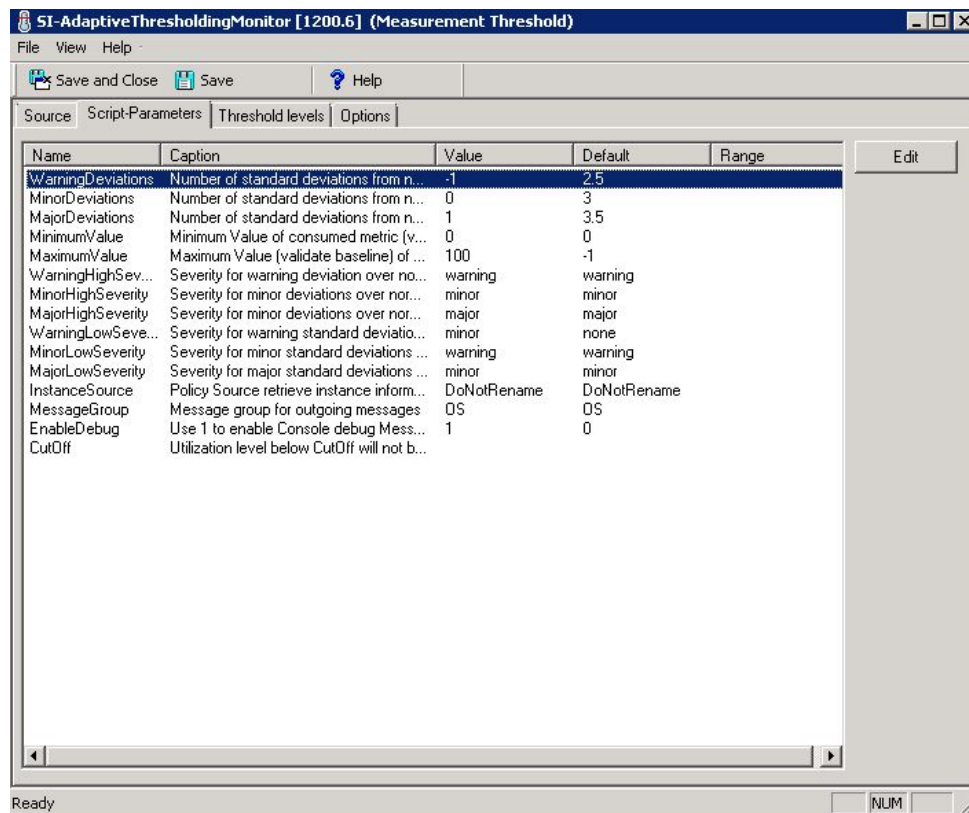 SI-AdaptiveThresholdingMonitor [1200.6] (Measurement Threshold)
File View Help
Save and Close Save Help
Source Script-Parameters Threshold levels Options
Name Caption Value Default Range Edit
WarningDeviations Number of standard deviations from n... -1 2.5
MinorDeviations Number of standard deviations from n... 0 3
MajorDeviations Number of standard deviations from n... 1 3.5
MinimumValue Minimum Value of consumed metric (v... 0 0
MaximumValue Maximum Value (validate baseline) of ... 100 -1
WarningHighSev... Severity for warning deviation over no... warning warning
MinorHighSeverity Severity for minor deviations over nor... minor minor
MajorHighSeverity Severity for minor deviations over nor... major major
WarningLowSeve... Severity for warning standard deviatio... minor none
MinorLowSeverity Severity for minor standard deviations ... warning warning
MajorLowSeverity Severity for major standard deviations ... minor minor
InstanceSource Policy Source retrieve instance inform... DoNotRename DoNotRename
MessageGroup Message group for outgoing messages OS OS
EnableDebug Use 1 to enable Console debug Mess... 1 0
CutOff Utilization level below CutOff will not b...
Ready NUM